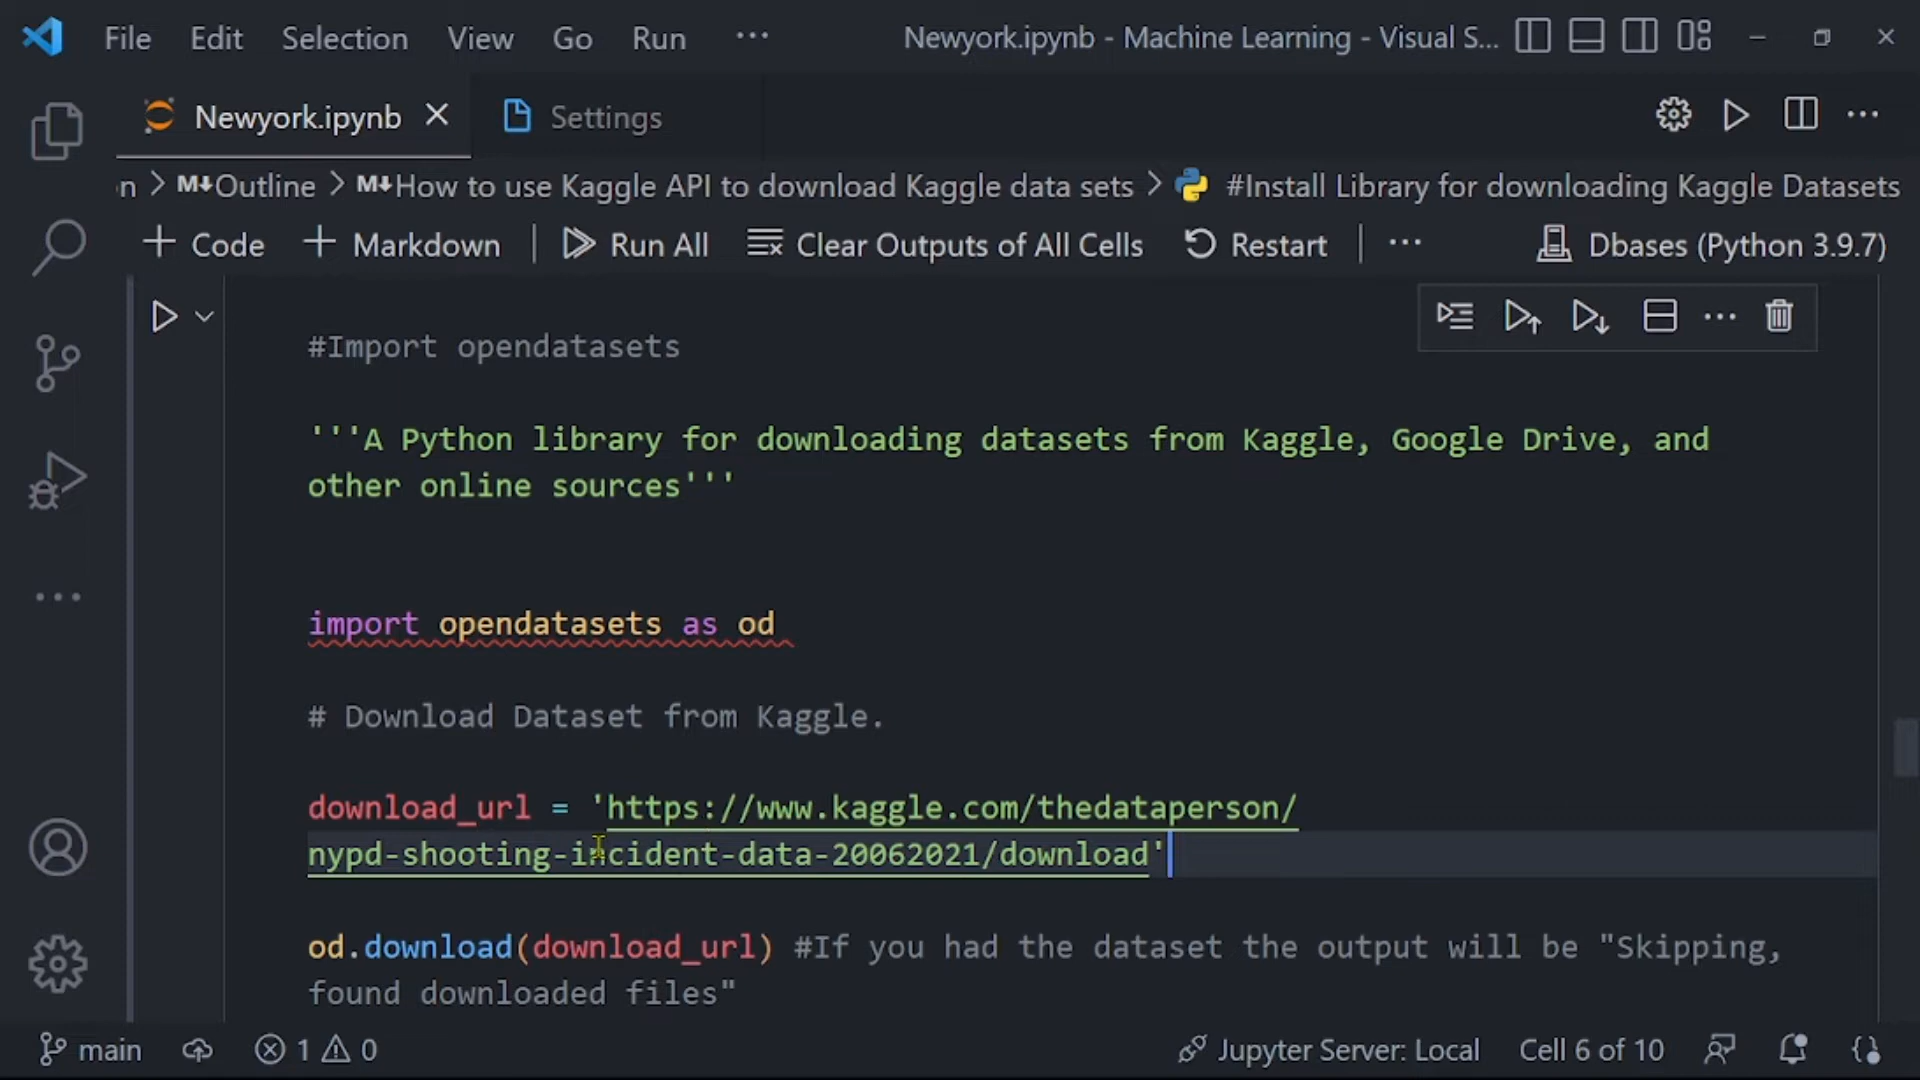 File Edit Selection View Go Run ··· Newyork.ipynb - Machine Learning - Visual S...
Newyork.ipynb Settings
n > M↓Outline > M↓How to use Kaggle API to download Kaggle data sets > #Install Library for downloading Kaggle Datasets
+ Code + Markdown | Run All Clear Outputs of All Cells Restart | ··· Dbases (Python 3.9.7)
#Import opendatasets
'''A Python library for downloading datasets from Kaggle, Google Drive, and
other online sources'''
import opendatasets as od
# Download Dataset from Kaggle.
download_url = 'https://www.kaggle.com/thedataperson/
nypd-shooting-incident-data-20062021/download'
od.download(download_url) #If you had the dataset the output will be "Skipping,
found downloaded files"
main 1 0 Jupyter Server: Local Cell 6 of 10